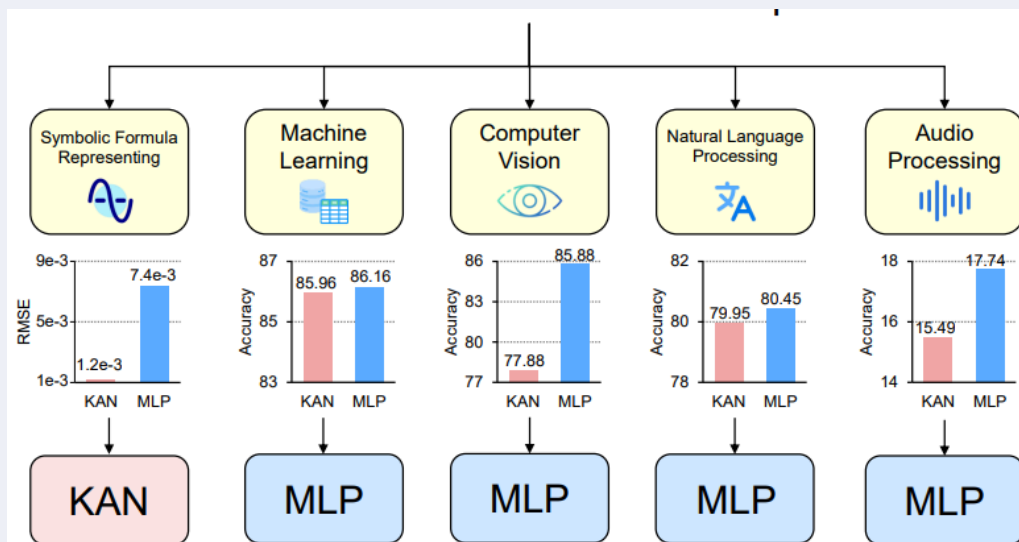 Symbolic Formula
Representing
Machine
Learning
Computer
Vision
Natural Language
Processing
Audio
Processing
文A
RMSE
9e-3
5e-3
1e-3
1.2e-3
7.4e-3
KAN
MLP
Accuracy
87
85
83
85.96
86.16
KAN
MLP
Accuracy
86
83
80
77
77.88
85.88
KAN
MLP
Accuracy
82
80
78
79.95
80.45
KAN
MLP
Accuracy
18
16
14
15.49
17.74
KAN
MLP
KAN
MLP
MLP
MLP
MLP